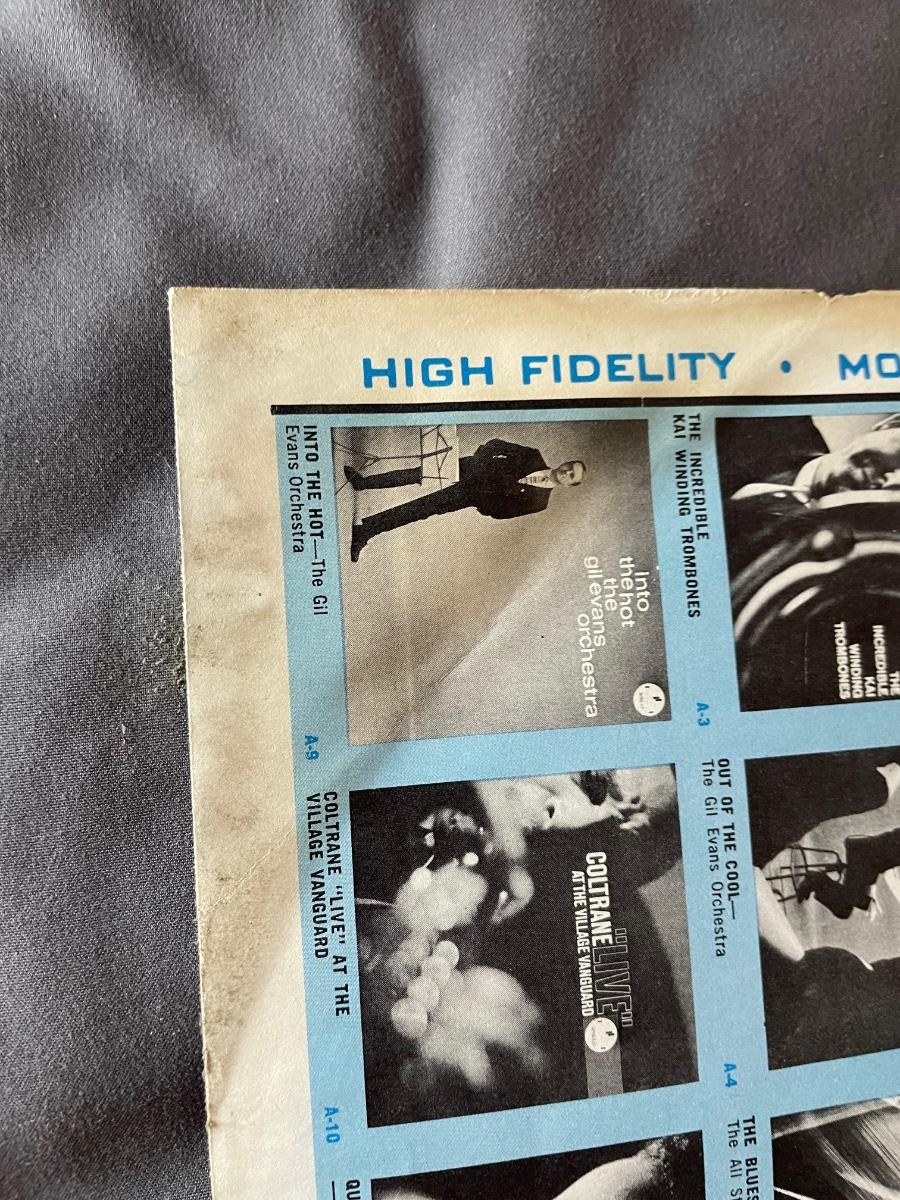 HIGH FIDELITY • MO
THE INCREDIBLE
KAI WINDING TROMBONES
A-3
THE
INCREDIBLE
KAI
WINDING
TROMBONES
INTO THE HOT—The Gil
Evans Orchestra
A-9
into
the hot
the
gil evans
orchestra
OUT OF THE COOL—
The Gil Evans Orchestra
A-4
COLTRANE "LIVE" AT THE
VILLAGE VANGUARD
A-10
COLTRANE "LIVE"
AT THE VILLAGE VANGUARD
THE BLUES
The All
QU